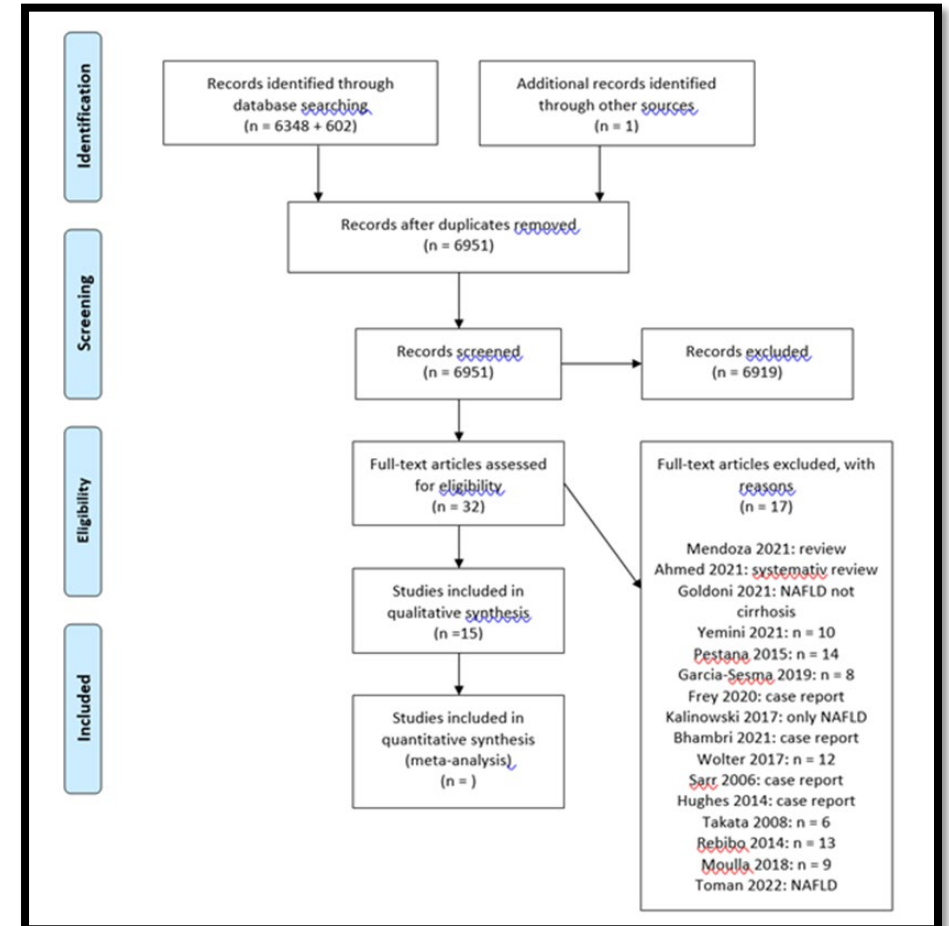 Identification
Records identified through
database searching
(n = 6348 + 602)
Additional records identified
through other sources
(n = 1)
Records after duplicates removed
(n = 6951)
Screening
Records screened
(n = 6951)
Records excluded
(n = 6919)
Eligibility
Full-text articles assessed
for eligibility
(n = 32)
Full-text articles excluded, with
reasons
(n = 17)
Mendoza 2021: review
Ahmed 2021: systemativ review
Goldoni 2021: NAFLD not
cirrhosis
Yemini 2021: n = 10
Pestana 2015: n = 14
Garcia-Sesma 2019: n = 8
Frey 2020: case report
Kalinowski 2017: only NAFLD
Bhambri 2021: case report
Wolter 2017: n = 12
Sarr 2006: case report
Hughes 2014: case report
Takata 2008: n = 6
Rebibo 2014: n = 13
Moulla 2018: n = 9
Toman 2022: NAFLD
Studies included in
qualitative synthesis
(n =15)
Included
Studies included in
quantitative synthesis
(meta-analysis)
(n = )